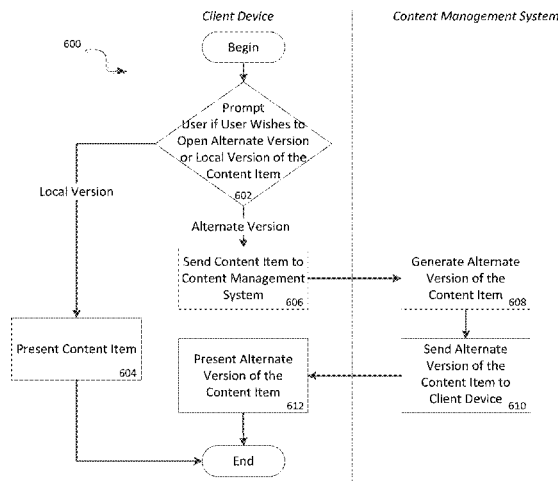 Client Device
Content Management System
600
Begin
Prompt
User if User Wishes to
Open Alternate Version
or Local Version of the
Content Item
602
Local Version
Alternate Version
Send Content Item to
Content Management
System
606
Generate Alternate
Version of the
Content Item
608
Present Content Item
604
Present Alternate
Version of the
Content Item
612
Send Alternate
Version of the
Content Item to
Client Device
610
End